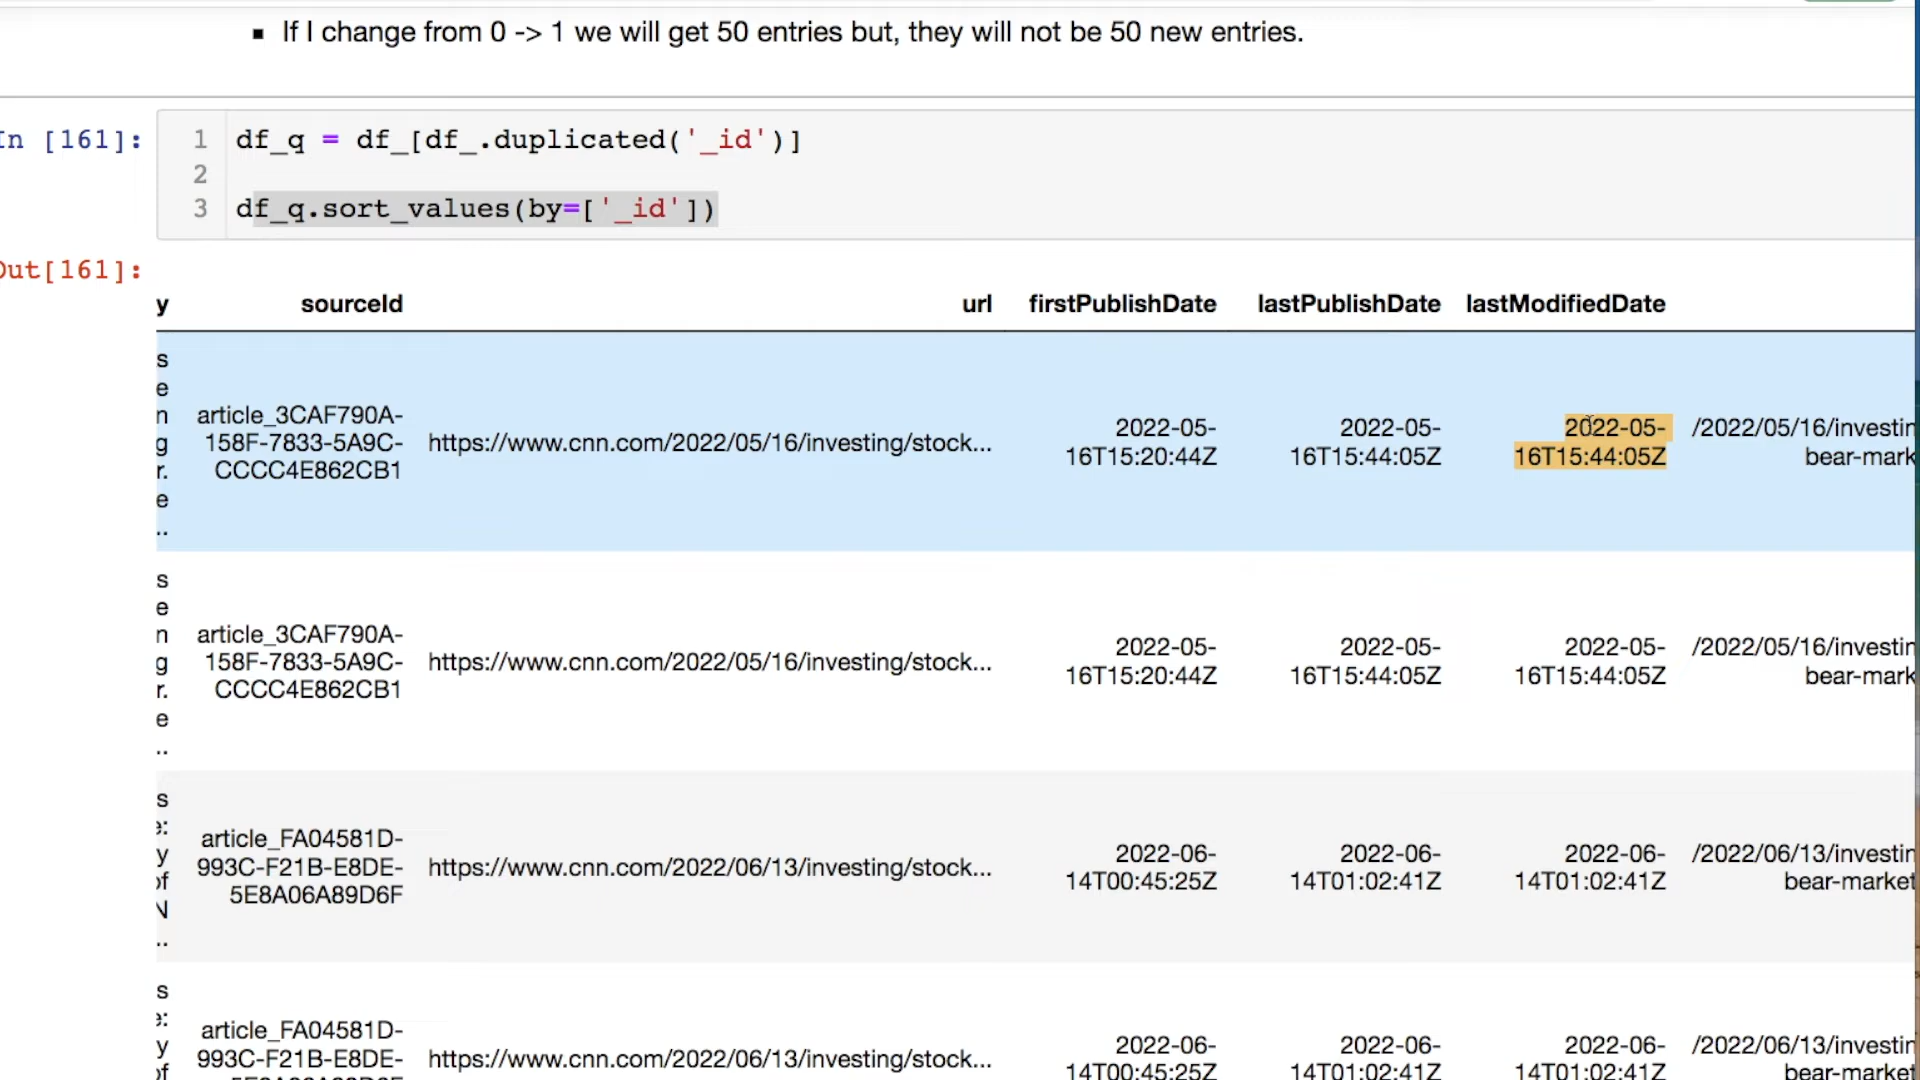 ▪ If I change from 0 -> 1 we will get 50 entries but, they will not be 50 new entries.
In [161]:
1 df_q = df_[df_.duplicated('_id')]
2
3 df_q.sort_values(by=['_id'])
Out[161]:
y sourceId url firstPublishDate lastPublishDate lastModifiedDate
s
e
n article_3CAF790A- 2022-05- 2022-05- 2022-05- /2022/05/16/investin
g 158F-7833-5A9C- https://www.cnn.com/2022/05/16/investing/stock... 16T15:20:44Z 16T15:44:05Z 16T15:44:05Z bear-mark
r. CCCC4E862CB1
e
..
s
e
n article_3CAF790A- 2022-05- 2022-05- 2022-05- /2022/05/16/investin
g 158F-7833-5A9C- https://www.cnn.com/2022/05/16/investing/stock... 16T15:20:44Z 16T15:44:05Z 16T15:44:05Z bear-mark
r. CCCC4E862CB1
e
..
s
e: article_FA04581D- 2022-06- 2022-06- 2022-06- /2022/06/13/investin
y 993C-F21B-E8DE- https://www.cnn.com/2022/06/13/investing/stock... 14T00:45:25Z 14T01:02:41Z 14T01:02:41Z bear-market
of 5E8A06A89D6F
N
..
s
e: article_FA04581D- 2022-06- 2022-06- 2022-06- /2022/06/13/investin
y 993C-F21B-E8DE- https://www.cnn.com/2022/06/13/investing/stock... 14T00:45:25Z 14T01:02:41Z 14T01:02:41Z bear-market
of